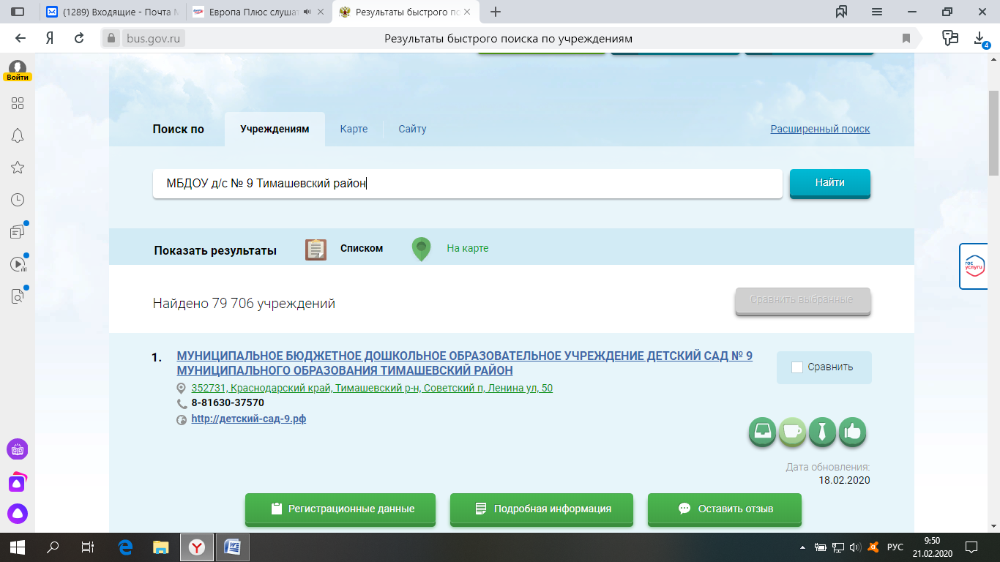 (1289) Входящие - Почта М
Европа Плюс слушат
Результаты быстрого по
Я
bus.gov.ru
Результаты быстрого поиска по учреждениям
4
Войти
Поиск по
Учреждениям
Карте
Сайту
Расширенный поиск
МБДОУ д/с № 9 Тимашевский район
Найти
Показать результаты
Списком
На карте
гос
услуги
Найдено 79 706 учреждений
Сравнить выбранные
1.
МУНИЦИПАЛЬНОЕ БЮДЖЕТНОЕ ДОШКОЛЬНОЕ ОБРАЗОВАТЕЛЬНОЕ УЧРЕЖДЕНИЕ ДЕТСКИЙ САД № 9
МУНИЦИПАЛЬНОГО ОБРАЗОВАНИЯ ТИМАШЕВСКИЙ РАЙОН
Сравнить
352731, Краснодарский край, Тимашевский р-н, Советский п, Ленина ул, 50
8-81630-37570
http://детский-сад-9.рф
Дата обновления:
18.02.2020
Регистрационные данные
Подробная информация
Оставить отзыв
РУС
9:50
21.02.2020